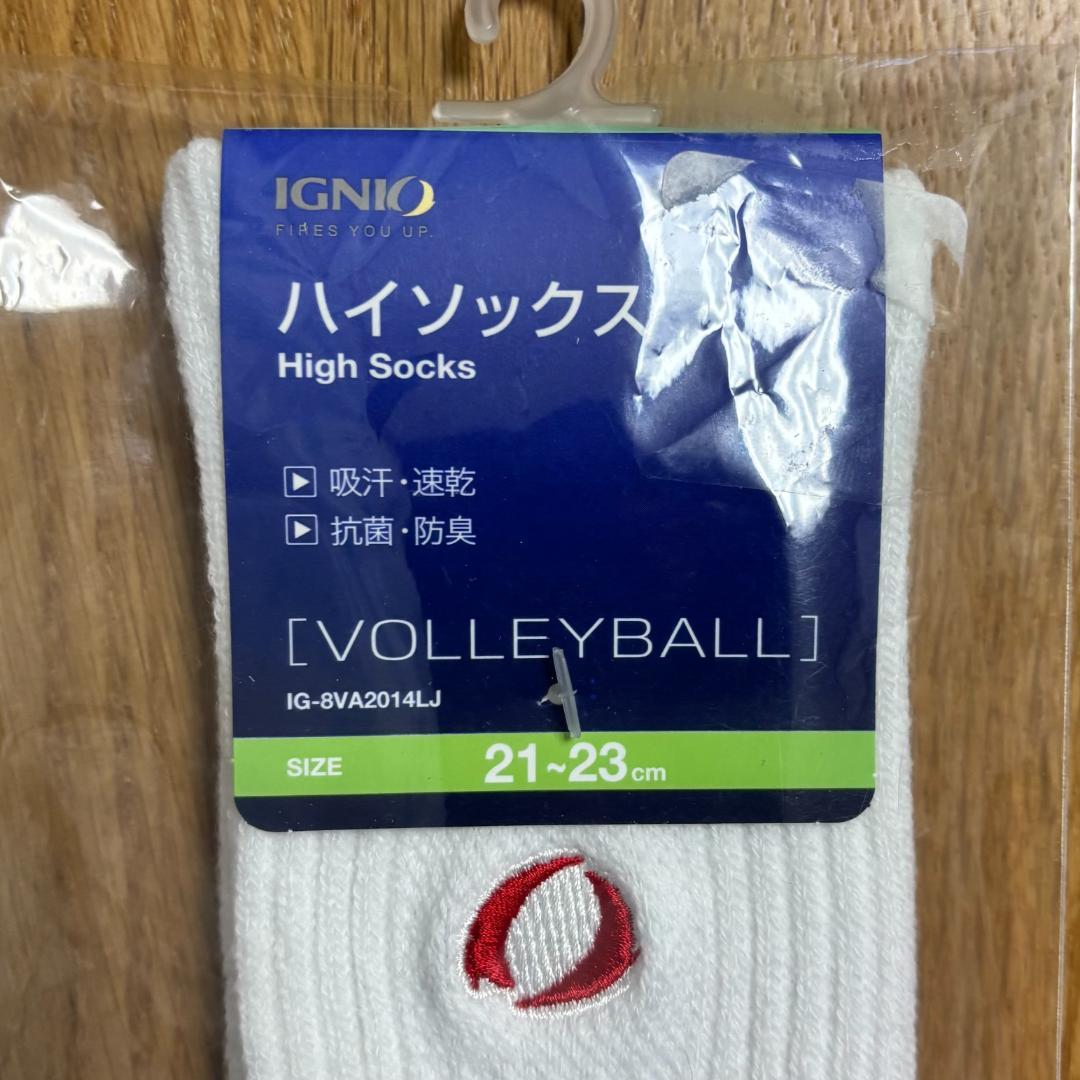 IGNIO
FIRES YOU UP.
ハイソックス
High Socks
吸汗・速乾
抗菌・防臭
[VOLLEYBALL]
IG-8VA2014LJ
SIZE 21~23cm